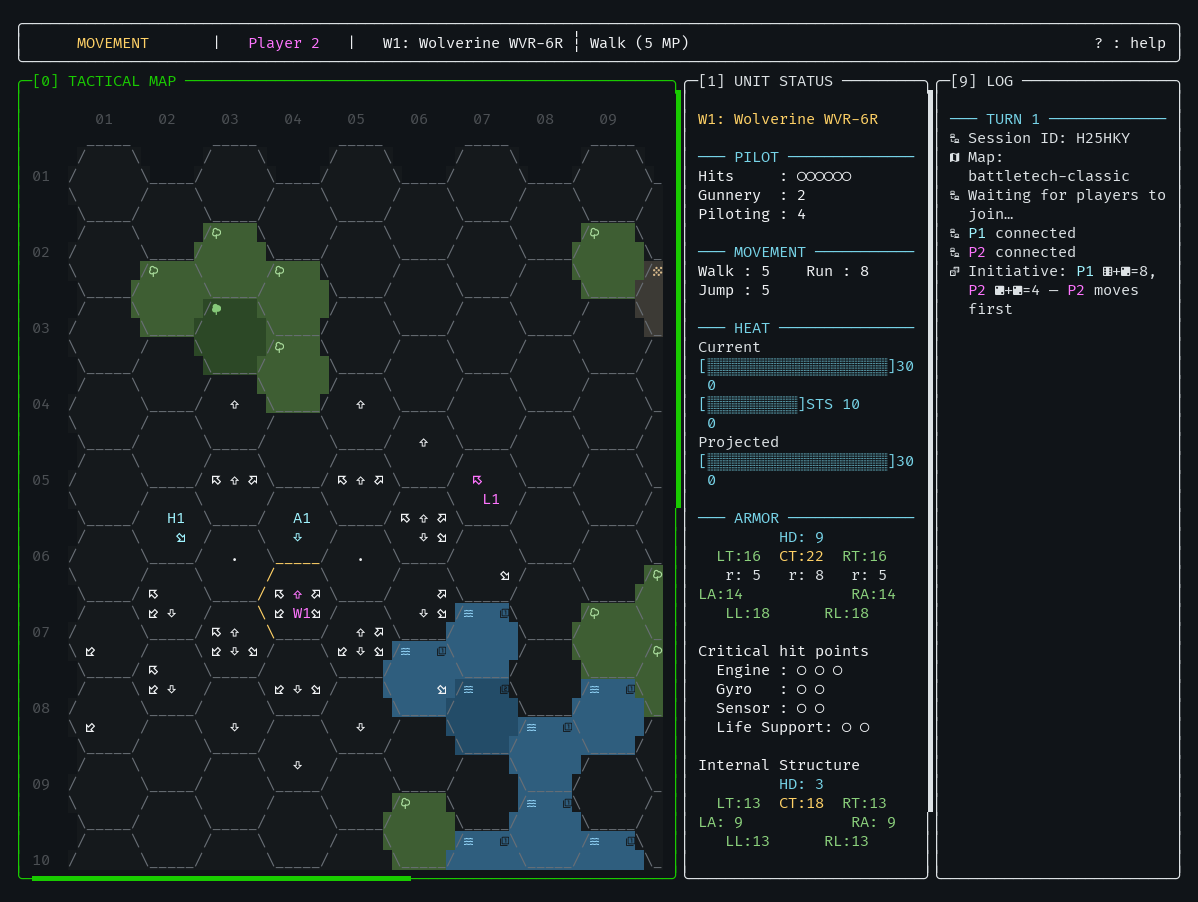 MOVEMENT | Player 2 | W1: Wolverine WVR-6R ¦ Walk (5 MP) ? : help
[0] TACTICAL MAP
01 02 03 04 05 06 07 08 09
01
02
03
04
05
L1
H1 A1
06
W1
07
08
09
10
[1] UNIT STATUS
W1: Wolverine WVR-6R
PILOT
Hits : ○○○○○○
Gunnery : 2
Piloting : 4
MOVEMENT
Walk : 5 Run : 8
Jump : 5
HEAT
Current
[▒▒▒▒▒▒▒▒▒▒▒▒▒▒▒▒▒▒▒▒]30
0
[▒▒▒▒▒▒▒▒▒▒]STS 10
0
Projected
[▒▒▒▒▒▒▒▒▒▒▒▒▒▒▒▒▒▒▒▒]30
0
ARMOR
HD: 9
LT:16 CT:22 RT:16
r: 5 r: 8 r: 5
LA:14 RA:14
LL:18 RL:18
Critical hit points
Engine : ○ ○ ○
Gyro : ○ ○
Sensor : ○ ○
Life Support: ○ ○
Internal Structure
HD: 3
LT:13 CT:18 RT:13
LA: 9 RA: 9
LL:13 RL:13
[9] LOG
TURN 1
Session ID: H25HKY
Map:
battletech-classic
Waiting for players to
join…
P1 connected
P2 connected
Initiative: P1 +=8,
P2 +=4 — P2 moves
first